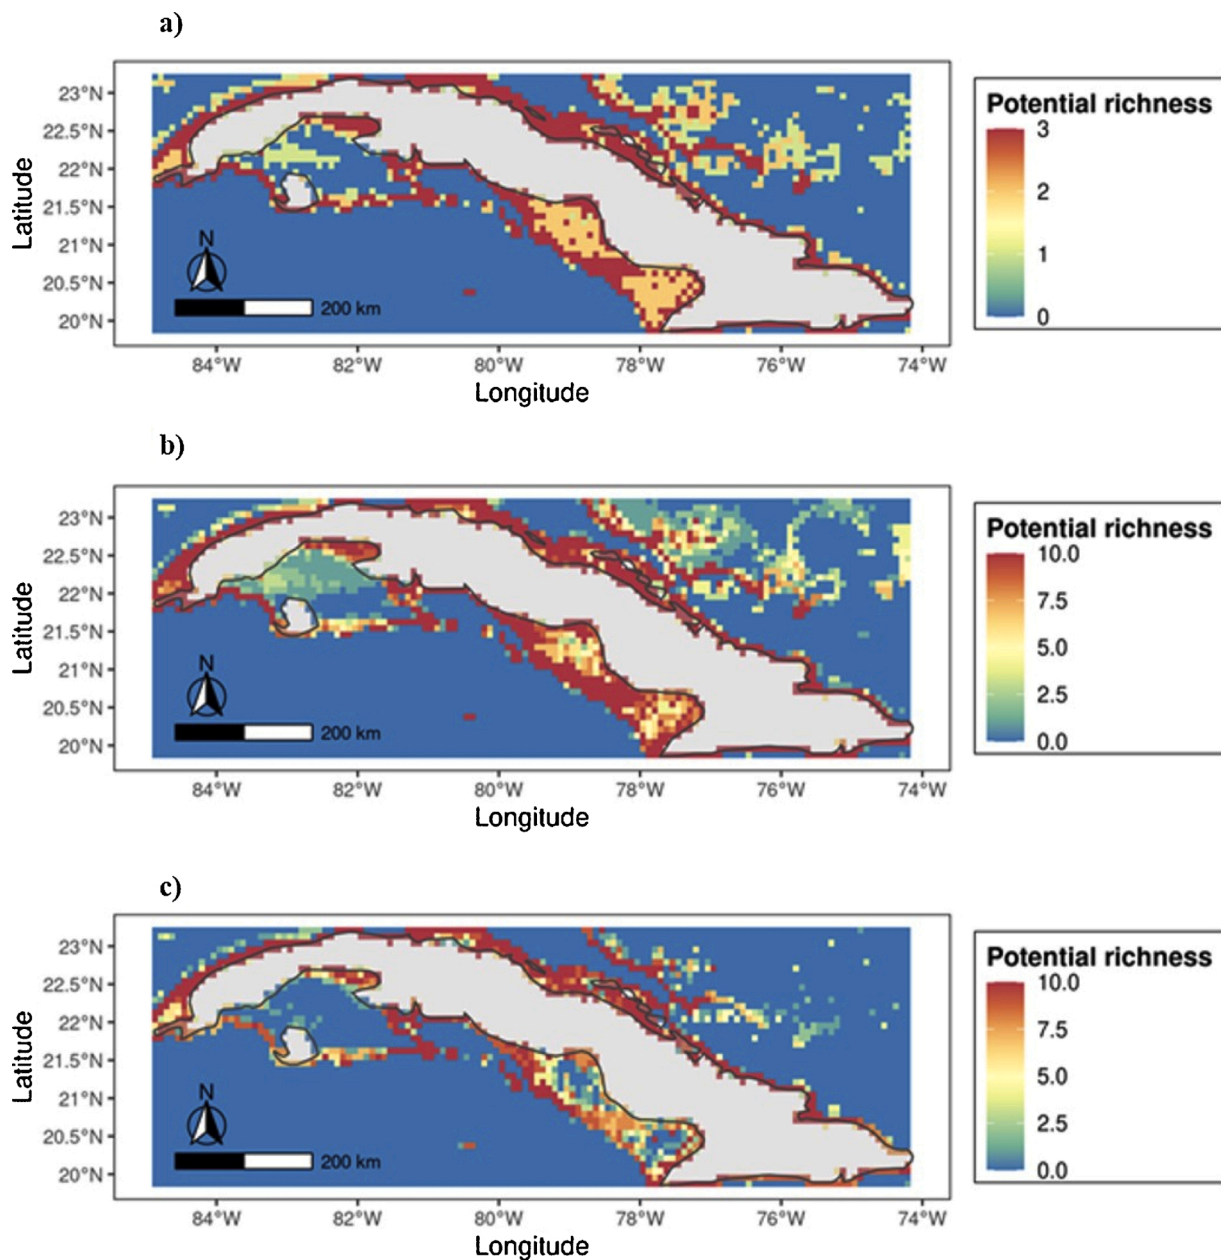 a)
Latitude
23°N
22.5°N
22°N
21.5°N
21°N
20.5°N
20°N
N
200 km
84°W 82°W 80°W 78°W 76°W 74°W
Longitude
Potential richness
3
2
1
0
b)
Latitude
23°N
22.5°N
22°N
21.5°N
21°N
20.5°N
20°N
N
200 km
84°W 82°W 80°W 78°W 76°W 74°W
Longitude
Potential richness
10.0
7.5
5.0
2.5
0.0
c)
Latitude
23°N
22.5°N
22°N
21.5°N
21°N
20.5°N
20°N
N
200 km
84°W 82°W 80°W 78°W 76°W 74°W
Longitude
Potential richness
10.0
7.5
5.0
2.5
0.0